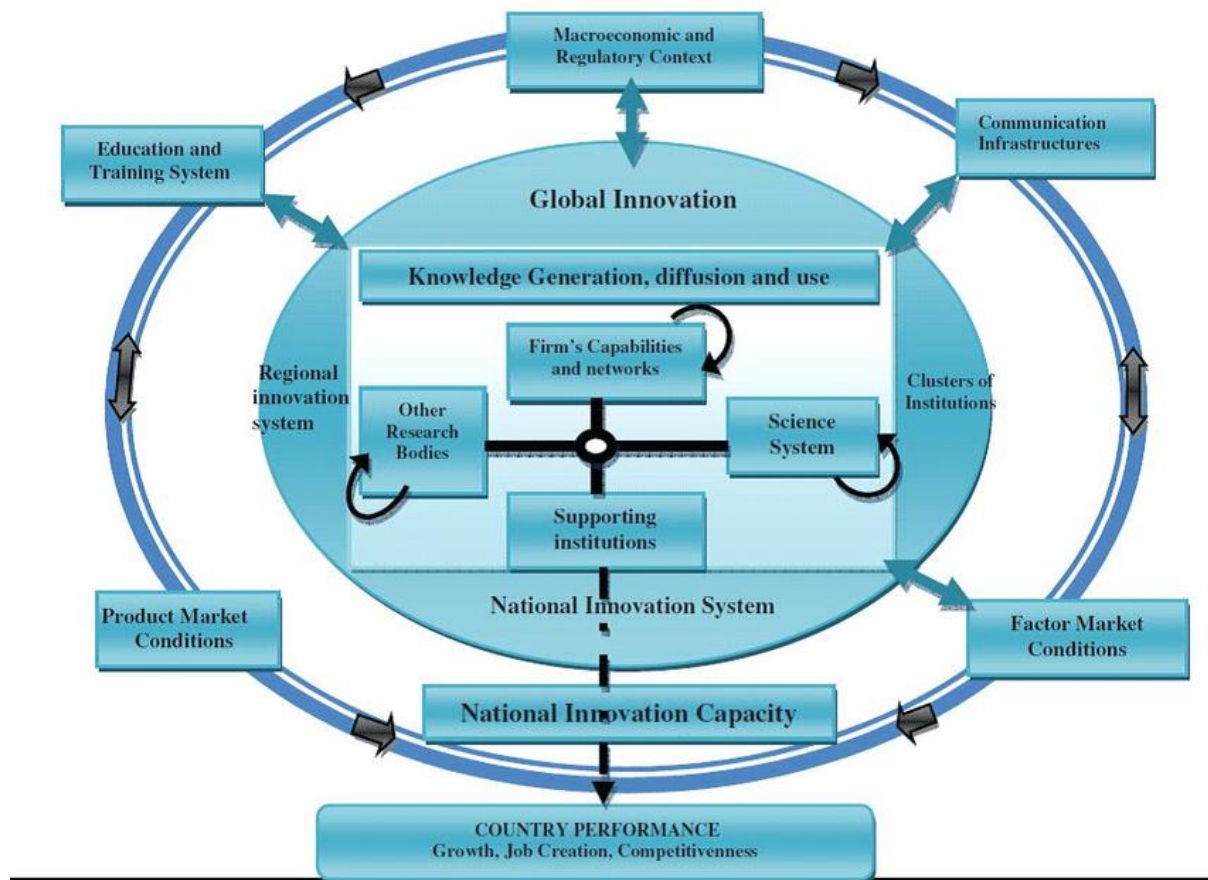 Macroeconomic and
Regulatory Context
Education and
Training System
Communication
Infrastructures
Global Innovation
Knowledge Generation, diffusion and use
Firm's Capabilities
and networks
Regional
innovation
system
Other
Research
Bodies
Science
System
Clusters of
Institutions
Supporting
institutions
National Innovation System
Product Market
Conditions
Factor Market
Conditions
National Innovation Capacity
COUNTRY PERFORMANCE
Growth, Job Creation, Competitivenness